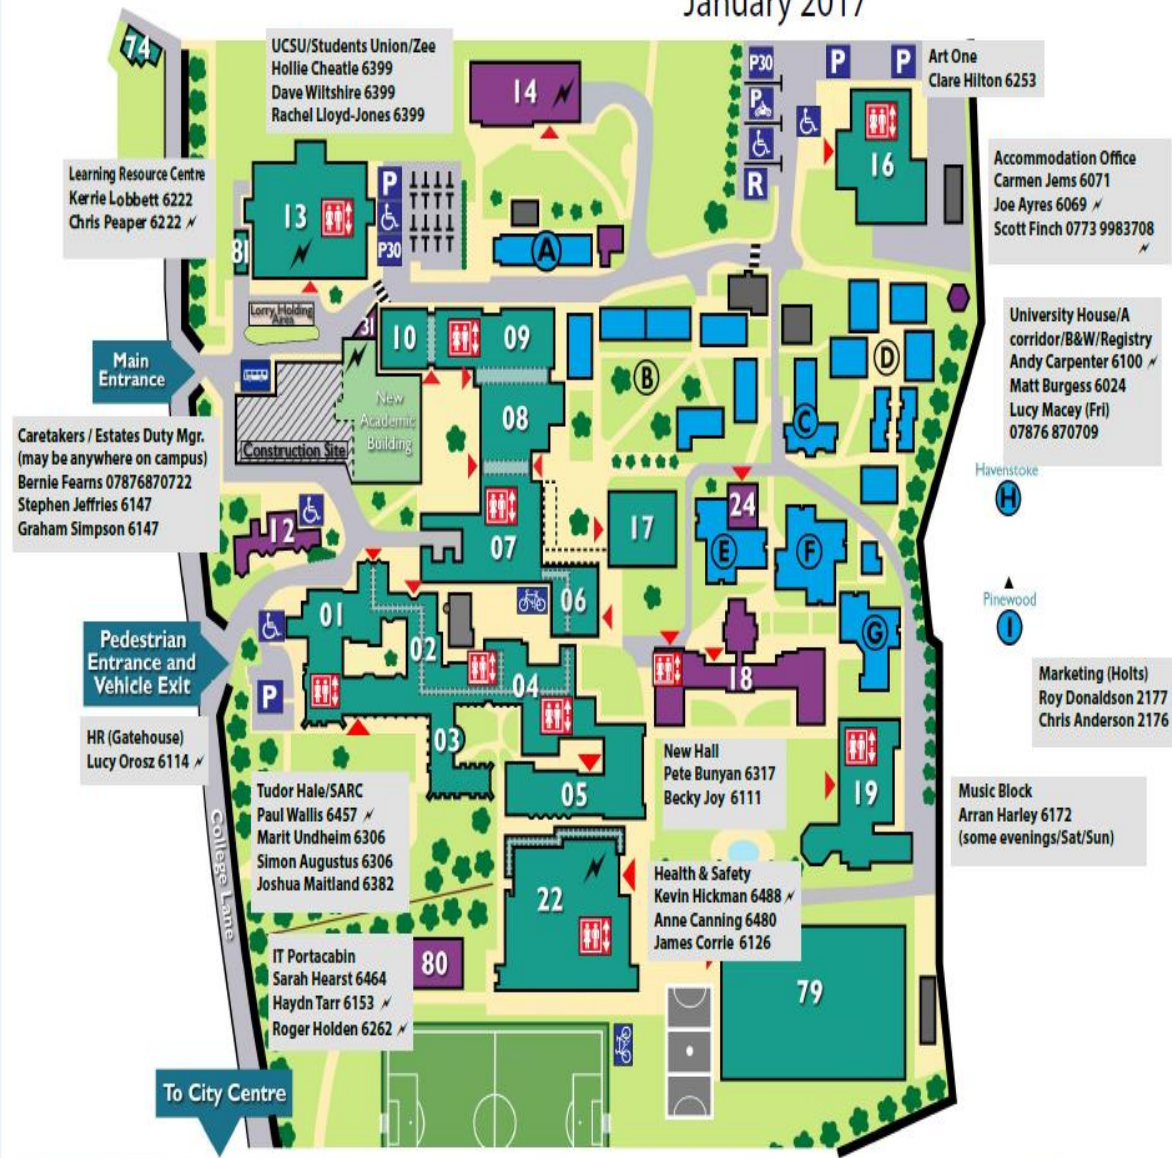 January 2017
74
UCSU/Students Union/Zee
Hollie Cheatle 6399
Dave Wiltshire 6399
Rachel Lloyd-Jones 6399
14
P30
P
P
P
R
Art One
Clare Hilton 6253
16
Learning Resource Centre
Kerrie Lobbett 6222
Chris Peaper 6222
13
81
P
P30
A
Accommodation Office
Carmen Jems 6071
Joe Ayres 6069
Scott Finch 0773 9983708
Lorry Holding
Area
31
10
09
08
B
C
D
University House/A
corridor/B&W/Registry
Andy Carpenter 6100
Matt Burgess 6024
Lucy Macey (Fri)
07876 870709
Main
Entrance
New
Academic
Building
Construction Site
Caretakers / Estates Duty Mgr.
(may be anywhere on campus)
Bernie Fearns 07876870722
Stephen Jeffries 6147
Graham Simpson 6147
Havenstoke
H
12
07
17
24
E
F
01
02
06
G
Pinewood
I
Pedestrian
Entrance and
Vehicle Exit
P
04
18
Marketing (Holts)
Roy Donaldson 2177
Chris Anderson 2176
HR (Gatehouse)
Lucy Orosz 6114
03
05
New Hall
Pete Bunyan 6317
Becky Joy 6111
19
Music Block
Arran Harley 6172
(some evenings/Sat/Sun)
Tudor Hale/SARC
Paul Wallis 6457
Marit Undheim 6306
Simon Augustus 6306
Joshua Maitland 6382
College Lane
22
Health & Safety
Kevin Hickman 6488
Anne Canning 6480
James Corrie 6126
IT Portacabin
Sarah Hearst 6464
Haydn Tarr 6153
Roger Holden 6262
80
79
To City Centre